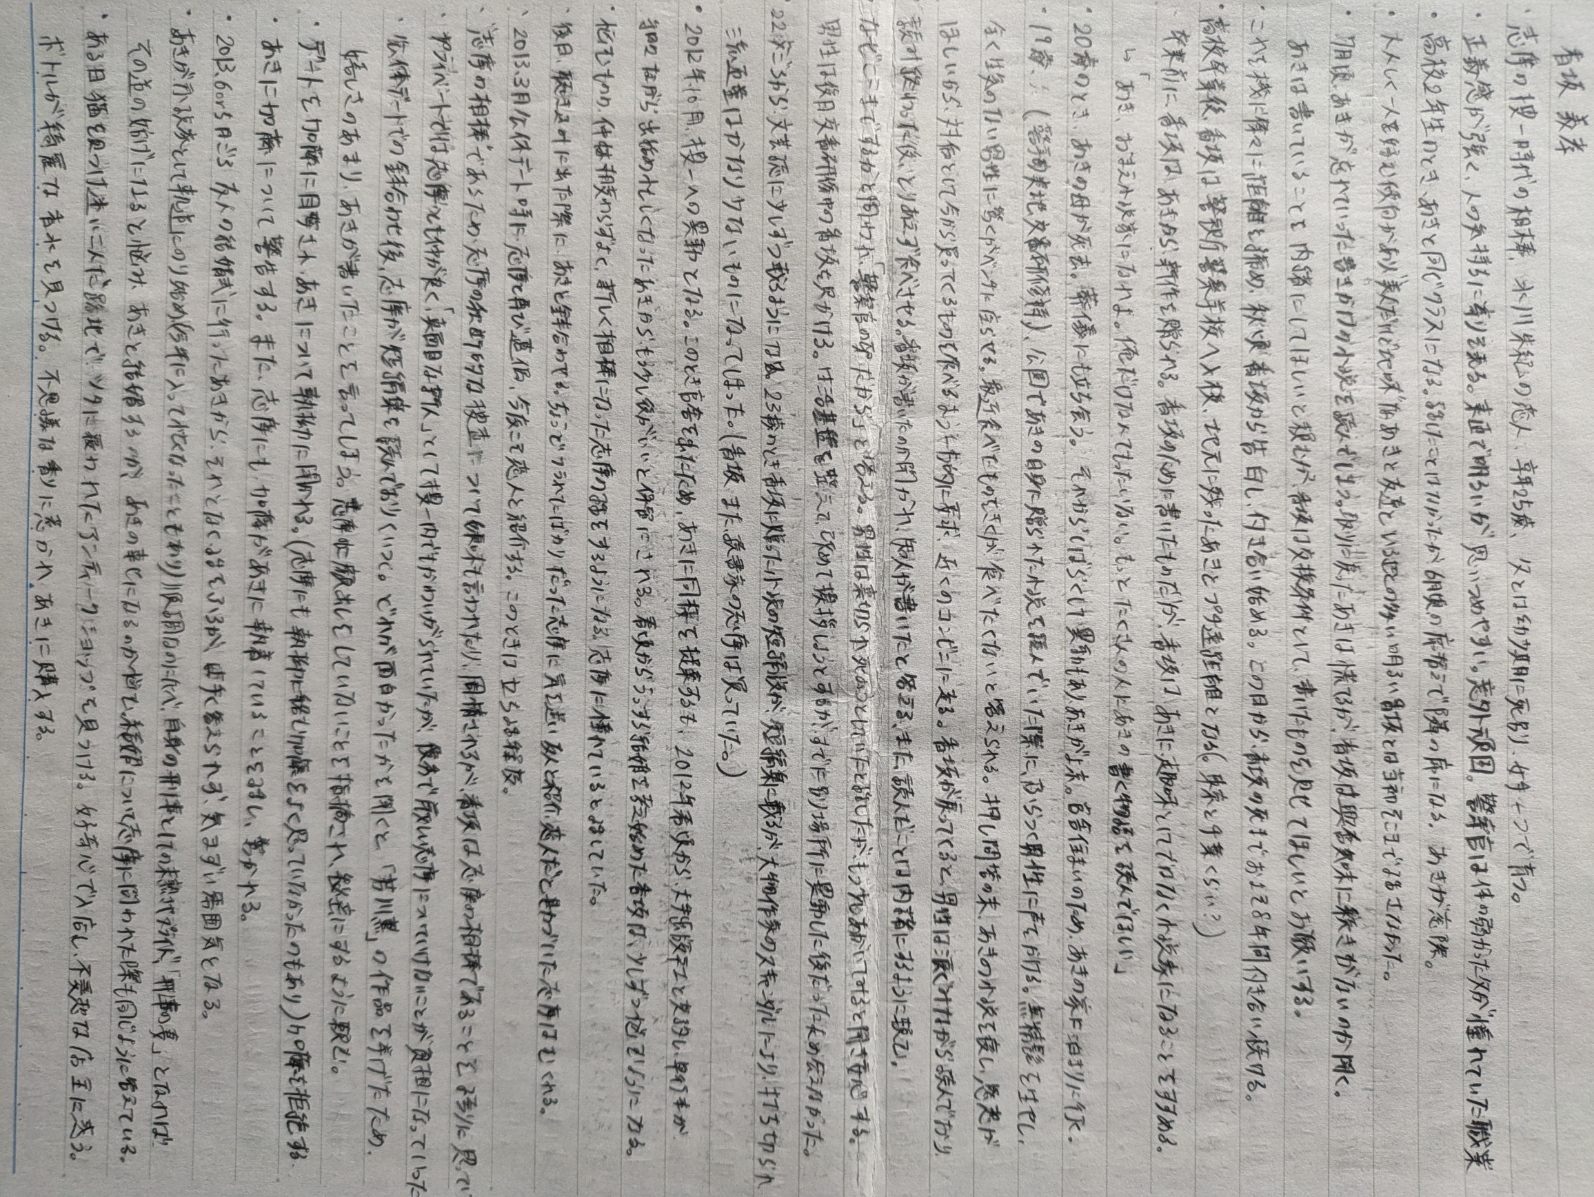 香坂 義孝
・志摩の捜一時代の相棒、氷川朱紀の恋人、享年25歳、父とは幼少期に死別、女手一つで育つ。
・正義感が強く、人の気持ちに寄りそえる。素直で明るいが思いつめやすい。意外頑固。警察官は体の弱かった父が憧れていた職業
・高校2年生のとき、あきと同じクラスになる。話したことはなかったが6月頃の席替えで隣の席になる。あきが窓際。
・大人しく一人を好む傾向があり"美人だけど地味"なあきと友達といることの多い明るい香坂とは当初そこまで話さなかった。
・7月頃、あきが忘れていった書きかけの小説を読んでしまう。取りに戻ったあきは慌てるが、香坂は興奮気味に続きがないのか聞く。
あきは書いていることを内緒にしてほしいと頼むが、香坂は交換条件として、書いたものを見せてほしいとお願いする。
・これを機に徐々に距離を縮め、秋頃香坂から告白し、付き合い始める。この日から、香坂の死までおよそ8年間付き合い続ける。
・高校卒業後、香坂は警視庁警察学校へ入校、地元に残ったあきとプチ遠距離となる(東京と千葉くらい?)
・卒業前に、香坂は、あきから、新作を贈られる。香坂のために書いたものだが、香坂は、あきに、趣味としてではなく小説家になることをすすめる。
↳「あき、おまえ小説家になれよ。俺だけなんてもったいない。もっとたくさんの人にあきの書く物語を読んでほしい」
・20歳のとき、あきの母が死去。葬儀にも立ち会う。それからしばらくして異動もあり、あきが上京。官舎住まいのため、あきの家に泊まりに行く。
・19歳、(警学実地交番研修時)、公園であきの自身に贈られた小説を読んでいた際に、ふらつく男性に声をかける。無精髭を生やし、
全く生気のない男性に驚くがベンチに座らせる。最近食べたものをきくが食べたくないと答えられる。押し問答の末、あきの小説を渡し、感想が
ほしいから、対価として今から買ってくるものを食べるよう一方的に要求、近くのコンビニに走る。香坂が戻ってくると、男性は涙ぐみながら読んでおり、
読み終わった後、とりあえず食べさせる。香坂が書いたのか聞かれ、知人が書いたと答える。また、読んだことは内緒にするように頼む。
なぜここまでするかと問われ、「警察官の卵だから」と答える。男性は裏切られ死のうとしていたと話したが、もう少しあがいてみると聞き安心する。
男性は後日交番研修中の香坂を見かける。生活基盤を整えて、改めて挨拶しようとするが、すでに別場所に異動した後だったため会えなかった。
22歳ごろから、文芸誌に少しずつ載るようになる。23歳のとき香坂に贈った小説の短編版が、短編集に載るが、大物作家のスキャンダルにより、打ち切られ
流通量はかなり少ないものになってしまった。(香坂、また、読書家の志摩は買っていた。)
・2012年10月、捜一への異動となる。このとき官舎を出たため、あきに同棲を提案するも、2012年春頃から、大手出版社と交渉し、単行本が
細々ながら出始め忙しくなったあきからもう少し後がいいと保留にされる。春頃からうっすら結婚を考え始めた香坂は、少しずつ悩むようになる。
・悩むものの、仲は相変わらずよく、新しく相棒になった志摩の話をするようになる。志摩に憧れていると話していた。
・後日、聴き込みに出た際に、あきと鉢合わせる。ちょうどフラれたばかりだった志摩に気を遣い友人と紹介、恋人だと勘づいた志摩はむくれる。
・2013.3月公休デート時に、志摩と再び遭遇、今度こそ恋人と紹介する。このときは立ち話程度。
・"志摩の相棒"であるため、志摩の独断的な捜査について嫌味も言われたり、同情されるが、香坂は志摩の相棒であることを誇りに思ってい
・プライベートでは志摩とも仲が良く、「真面目な新人」として捜一内でもかわいがられていたが、優秀で厳しい志摩についていけないことが負担になっていった
・公休デートでの鉢合わせ後、志摩が短編集を読んでおりくいつく。どれが面白かったかを聞くと、「芳川薫」の作品を挙げたため、
嬉しさのあまり、あきが書いたことを言ってしまう。志摩に顔出しをしていないことを指摘され、秘密にするように頼む。
・デートを加藤に目撃され、あきについて執拗に聞かれる。(志摩にも執拗に絡む加藤をよく思っていなかったのもあり)加藤を拒絶する。
・あきに加藤について警告する。また、志摩にも加藤があきに執着していることを話し、驚かれる。
・2013.6or5月ごろ 友人の結婚式に行ったあきから、それとなく話をふるが、上手く答えられず、気まずい雰囲気となる。
・あきが小説家として軌道にのり始め(今年に入って忙くなったこともあり)順調なのに比べ、自身の刑事としての未熟さやプライド、「刑事の妻」となれば
その道の妨げになると悩み、あきと結婚するのが、あきの幸せになるのか悩む。結婚について志摩に問われた際も同じように答えている。
・ある日、猫を見つけ、迷い込んだ路地で、ツタに覆われたアンティークショップを見つける。好奇心で入店し、不愛想な店主に惑う。
ボトルが綺麗な香水を見つける。不思議な香りに惹かれ、あきに購入する。